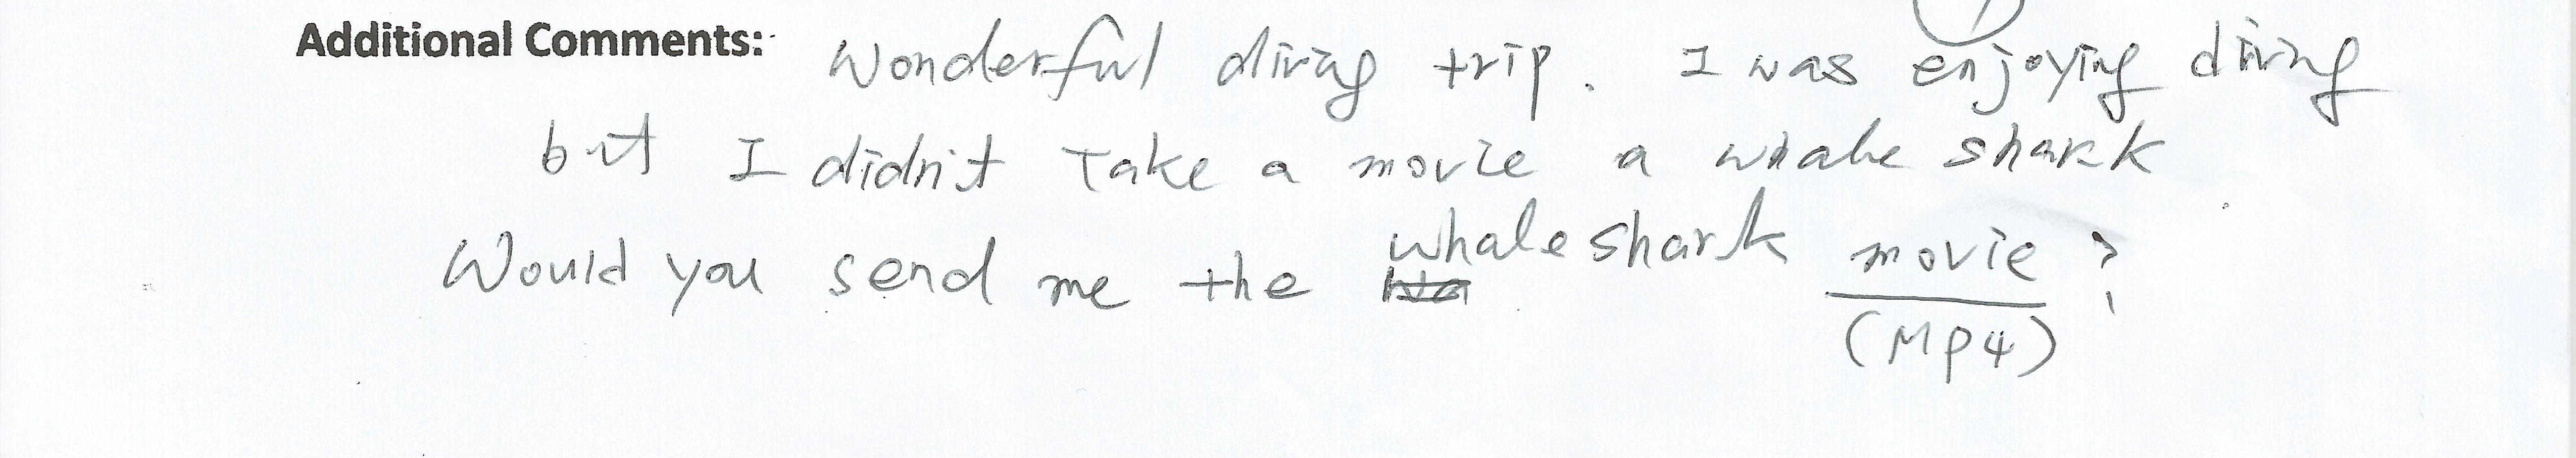 Additional Comments: Wonderful diving trip. I was enjoying diving
but I didn't take a movie a whale shark
Would you send me the whale shark movie?
(MP4)